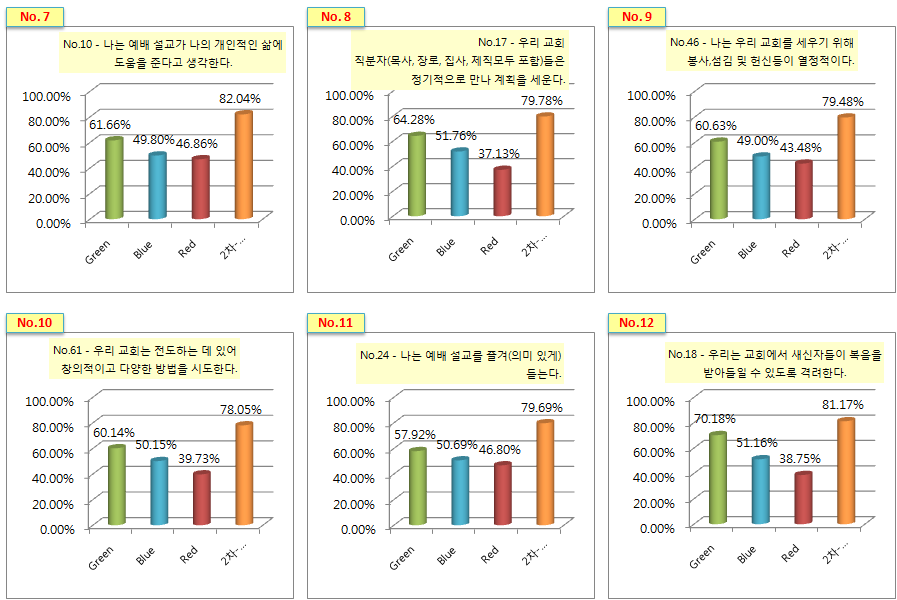 No. 7
No.10 - 나는 예배 설교가 나의 개인적인 삶에
도움을 준다고 생각한다.
100.00%
80.00%
60.00%
40.00%
20.00%
0.00%
61.66%
49.80%
46.86%
82.04%
Green
Blue
Red
2차-...
No. 8
No.17 - 우리 교회
직분자(목사, 장로, 집사, 제직모두 포함)들은
정기적으로 만나 계획을 세운다.
100.00%
80.00%
60.00%
40.00%
20.00%
0.00%
64.28%
51.76%
37.13%
79.78%
Green
Blue
Red
2차-...
No. 9
No.46 - 나는 우리 교회를 세우기 위해
봉사,섬김 및 헌신등이 열정적이다.
100.00%
80.00%
60.00%
40.00%
20.00%
0.00%
60.63%
49.00%
43.48%
79.48%
Green
Blue
Red
2차-...
No.10
No.61 - 우리 교회는 전도하는 데 있어
창의적이고 다양한 방법을 시도한다.
100.00%
80.00%
60.00%
40.00%
20.00%
0.00%
60.14%
50.15%
39.73%
78.05%
Green
Blue
Red
2차-...
No.11
No.24 - 나는 예배 설교를 즐겨(의미 있게)
듣는다.
100.00%
80.00%
60.00%
40.00%
20.00%
0.00%
57.92%
50.69%
46.80%
79.69%
Green
Blue
Red
2차-...
No.12
No.18 - 우리는 교회에서 새신자들이 복음을
받아들일 수 있도록 격려한다.
100.00%
80.00%
60.00%
40.00%
20.00%
0.00%
70.18%
51.16%
38.75%
81.17%
Green
Blue
Red
2차-...